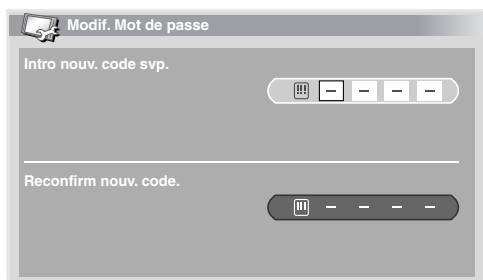 Modif. Mot de passe
Intro nouv. code svp.
– – – –
Reconfirm nouv. code.
– – – –